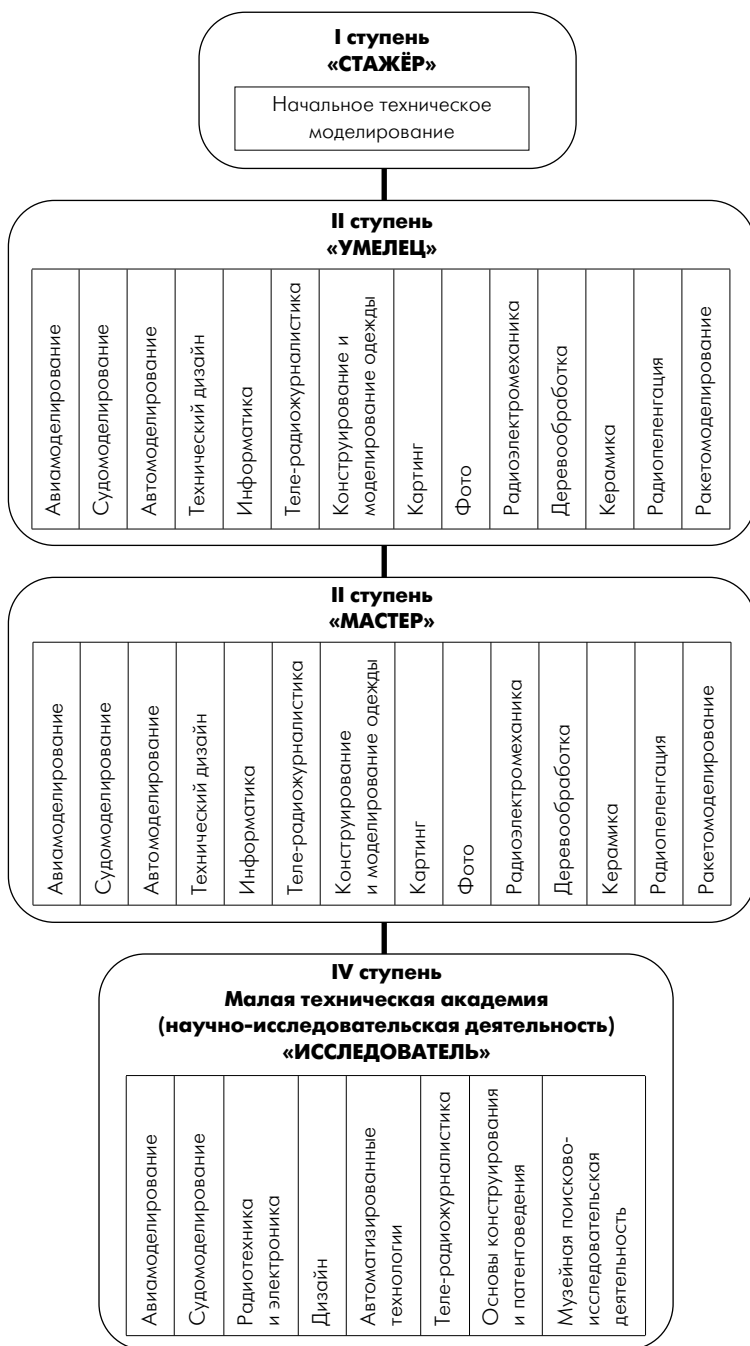 I ступень
«СТАЖЁР»
Начальное техническое
моделирование
II ступень
«УМЕЛЕЦ»
Авиамоделирование
Судомоделирование
Автомоделирование
Технический дизайн
Информатика
Теле-радиожурналистика
Конструирование и
моделирование одежды
Картинг
Фото
Радиоэлектромеханика
Деревообработка
Керамика
Радиопеленгация
Ракетомоделирование
II ступень
«МАСТЕР»
Авиамоделирование
Судомоделирование
Автомоделирование
Технический дизайн
Информатика
Теле-радиожурналистика
Конструирование
и моделирование одежды
Картинг
Фото
Радиоэлектромеханика
Деревообработка
Керамика
Радиопеленгация
Ракетомоделирование
IV ступень
Малая техническая академия
(научно-исследовательская деятельность)
«ИССЛЕДОВАТЕЛЬ»
Авиамоделирование
Судомоделирование
Радиотехника
и электроника
Дизайн
Автоматизированные
технологии
Теле-радиожурналистика
Основы конструирования
и патентоведения
Музейная поисково-
исследовательская
деятельность